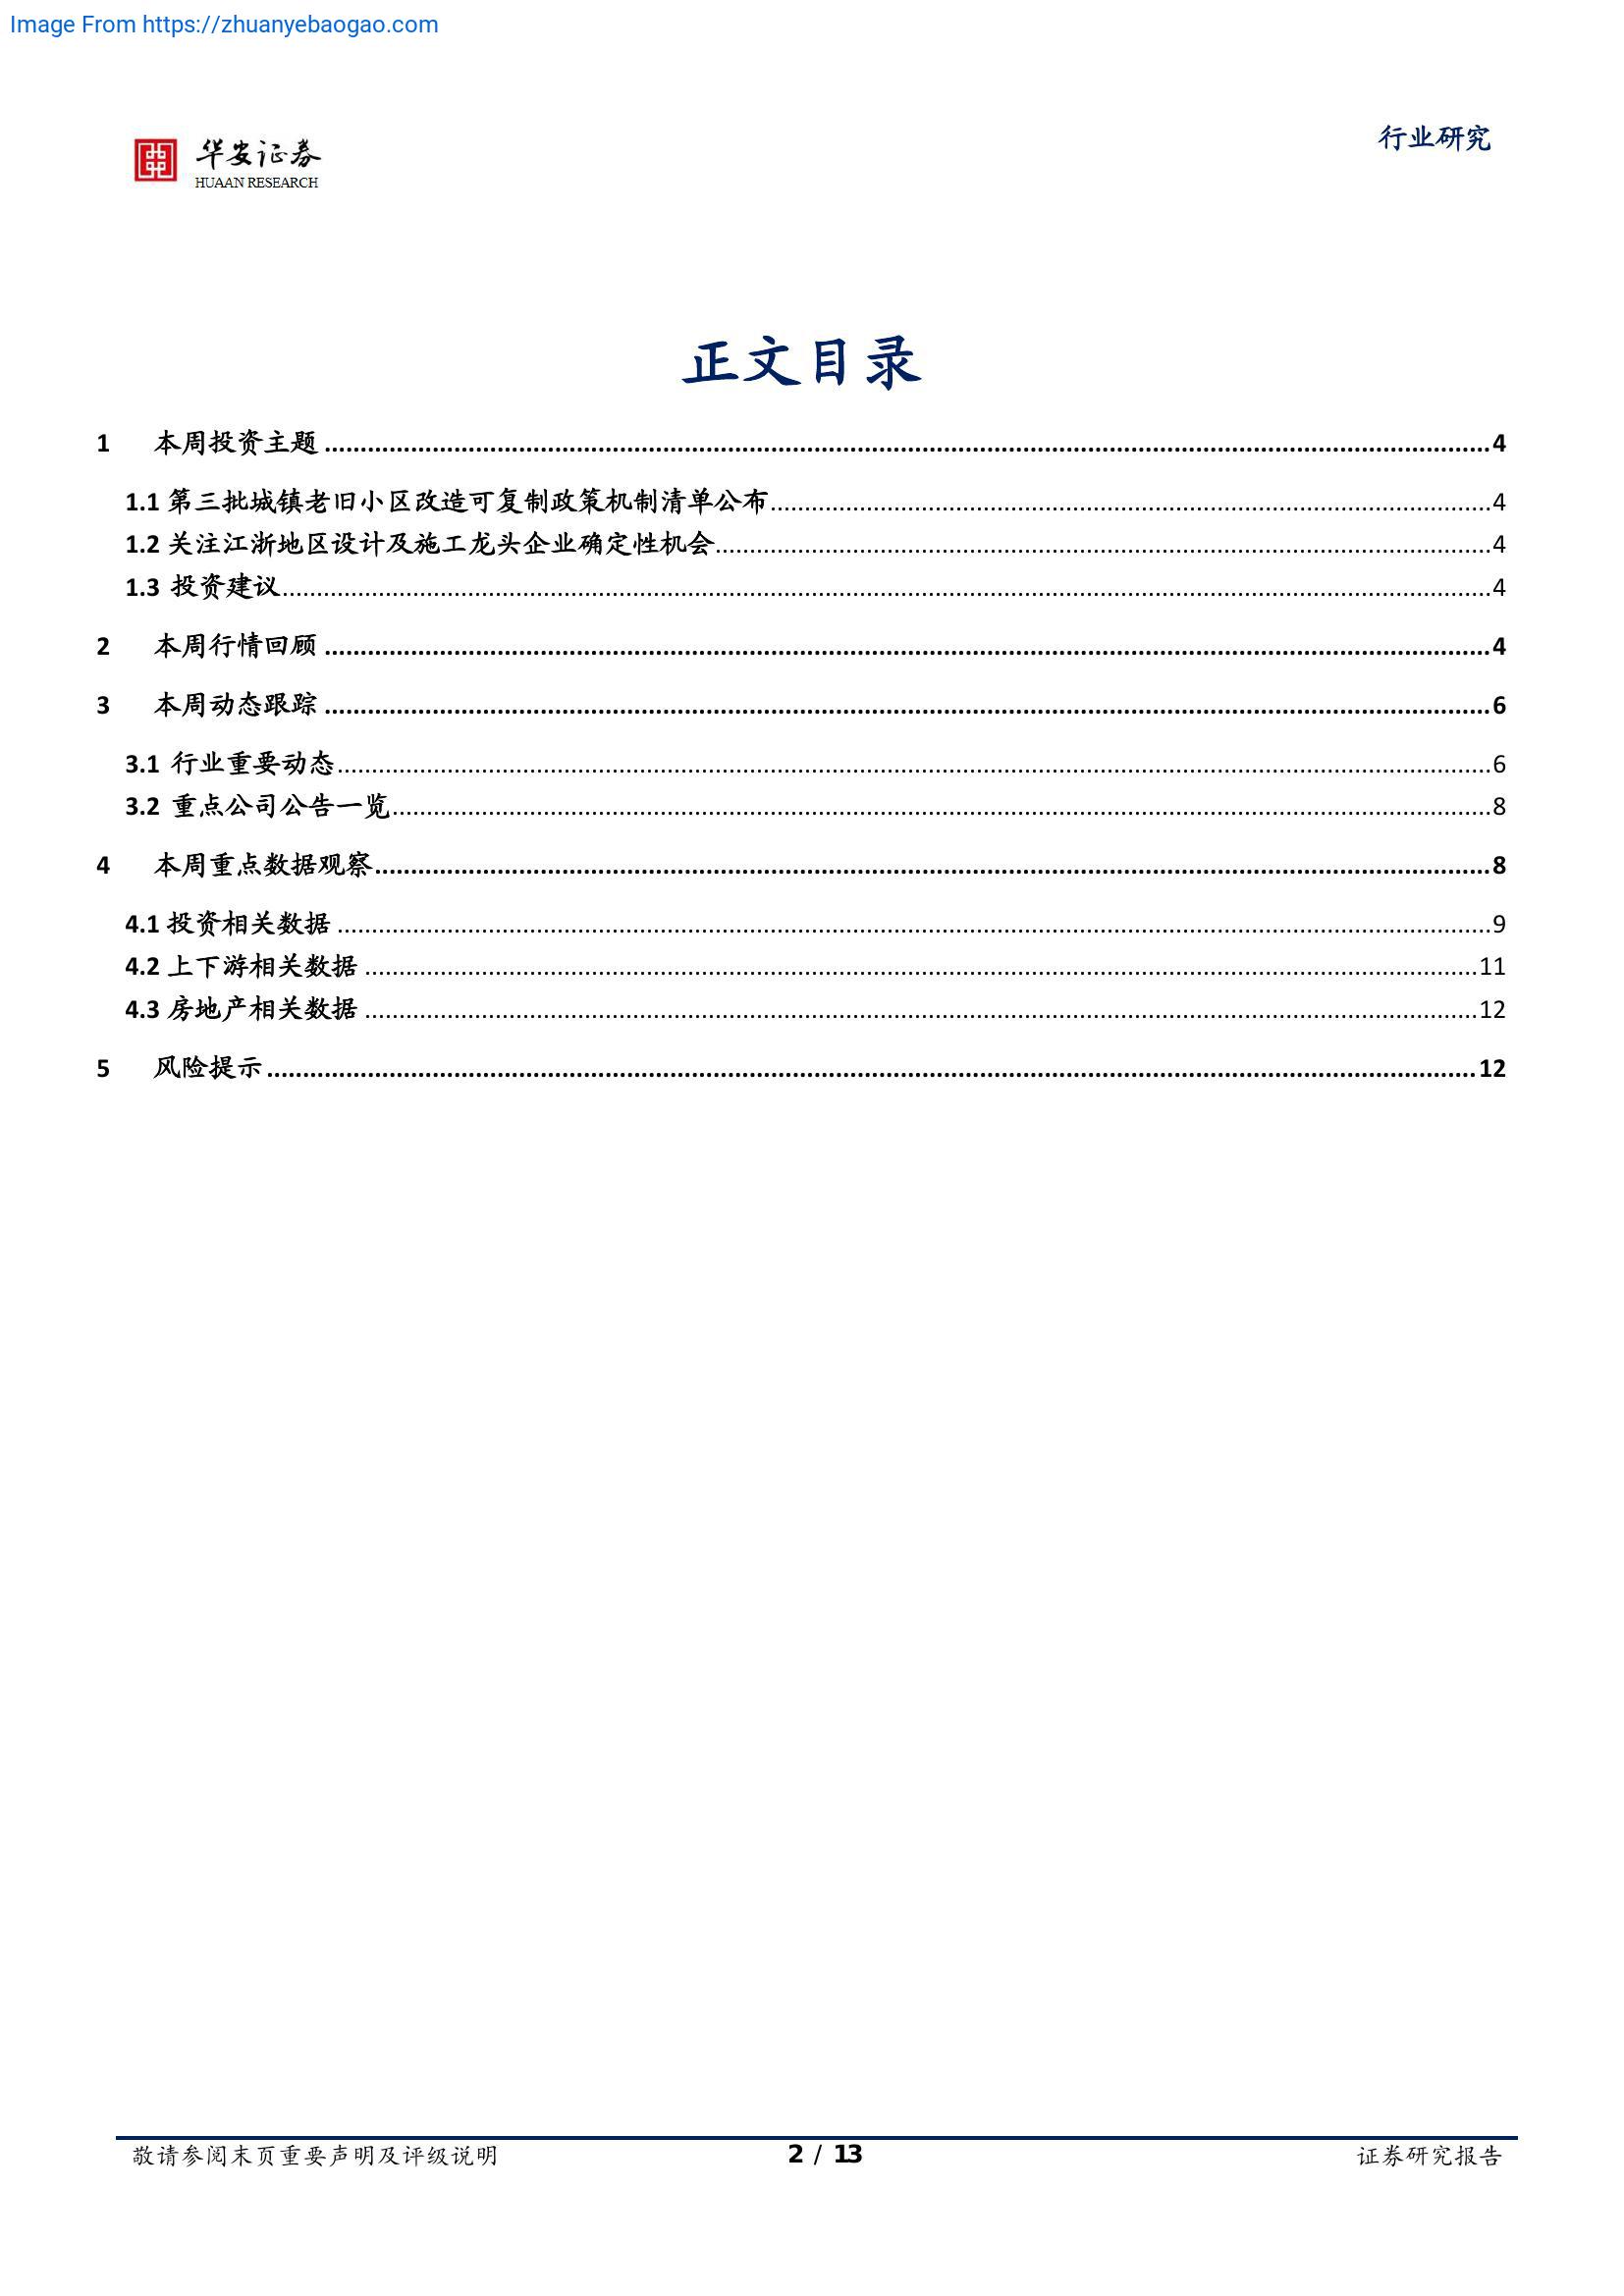 Image From https://zhuanyebaogao.com
行业研究
华安证券
HUAAN RESEARCH
正文目录
1 本周投资主题 ........ 4
1.1 第三批城镇老旧小区改造可复制政策机制清单公布 ........ 4
1.2 关注江浙地区设计及施工龙头企业确定性机会 ........ 4
1.3 投资建议 ........ 4
2 本周行情回顾 ........ 4
3 本周动态跟踪 ........ 6
3.1 行业重要动态 ........ 6
3.2 重点公司公告一览 ........ 8
4 本周重点数据观察 ........ 8
4.1 投资相关数据 ........ 9
4.2 上下游相关数据 ........ 11
4.3 房地产相关数据 ........ 12
5 风险提示 ........ 12
敬请参阅末页重要声明及评级说明 2 / 13 证券研究报告